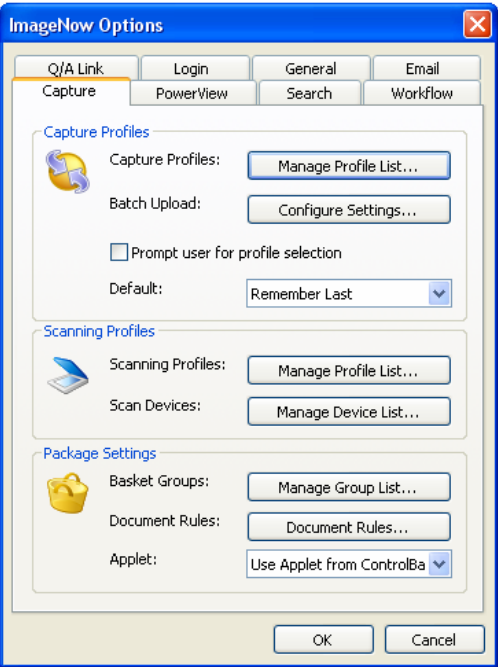 ImageNow Options
Q/A Link Login General Email
Capture PowerView Search Workflow
Capture Profiles
Capture Profiles: Manage Profile List...
Batch Upload: Configure Settings...
Prompt user for profile selection
Default: Remember Last
Scanning Profiles
Scanning Profiles: Manage Profile List...
Scan Devices: Manage Device List...
Package Settings
Basket Groups: Manage Group List...
Document Rules: Document Rules...
Applet: Use Applet from ControlBa
OK Cancel